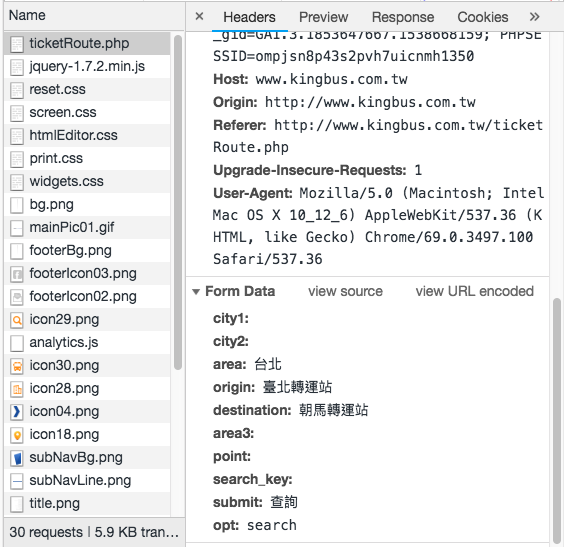 Name
ticketRoute.php
jquery-1.7.2.min.js
reset.css
screen.css
htmlEditor.css
print.css
widgets.css
bg.png
mainPic01.gif
footerBg.png
footerIcon03.png
footerIcon02.png
icon29.png
analytics.js
icon30.png
icon28.png
icon04.png
icon18.png
subNavBg.png
subNavLine.png
title.png
30 requests | 5.9 KB tran…
× Headers Preview Response Cookies »
_gid=GA1.3.1853647667.1538668159; PHPSE
SSID=ompjsn8p43s2pvh7uicnmh1350
Host: www.kingbus.com.tw
Origin: http://www.kingbus.com.tw
Referer: http://www.kingbus.com.tw/ticket
Route.php
Upgrade-Insecure-Requests: 1
User-Agent: Mozilla/5.0 (Macintosh; Intel
Mac OS X 10_12_6) AppleWebKit/537.36 (K
HTML, like Gecko) Chrome/69.0.3497.100
Safari/537.36
▼ Form Data view source view URL encoded
city1:
city2:
area: 台北
origin: 臺北轉運站
destination: 朝馬轉運站
area3:
point:
search_key:
submit: 查詢
opt: search